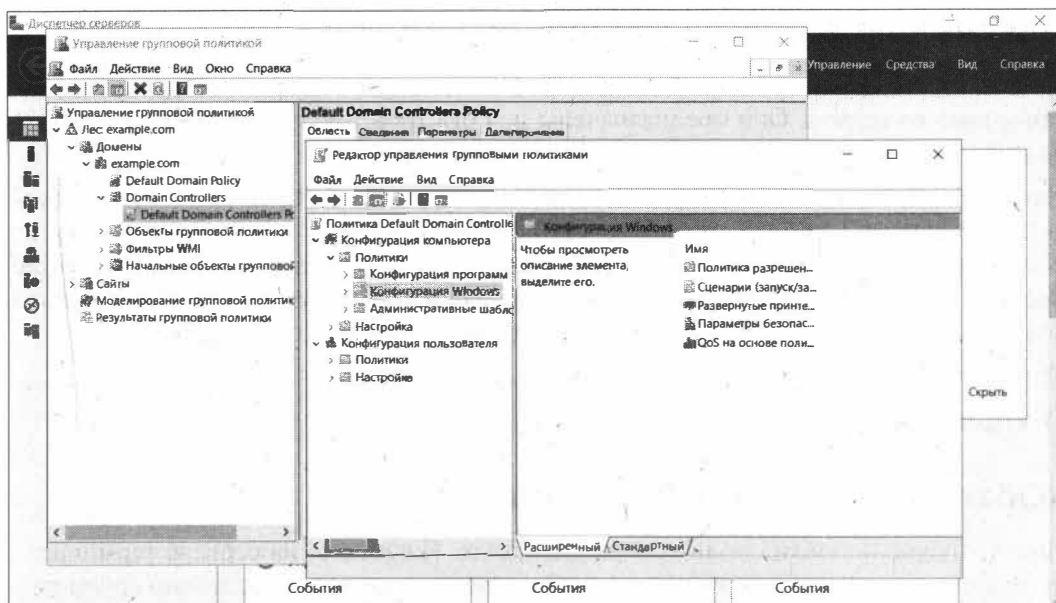 Диспетчер серверов
Управление групповой политикой
Файл Действие Вид Окно Справка
Управление Средства Вид Справка
Управление групповой политикой
Лес: example.com
Домены
example.com
Default Domain Policy
Domain Controllers
Default Domain Controllers Po
Объекты групповой политики
Фильтры WMI
Начальные объекты группово
Сайты
Моделирование групповой политик
Результаты групповой политики
Default Domain Controllers Policy
Область Сведения Параметры Делегирование
Редактор управления групповыми политиками
Файл Действие Вид Справка
Политика Default Domain Controlle
Конфигурация компьютера
Политики
Конфигурация программ
Конфигурация Windows
Административные шабло
Настройка
Конфигурация пользователя
Политики
Настройка
Конфигурация Windows
Чтобы просмотреть
описание элемента,
выделите его.
Имя
Политика разрешен...
Сценарии (запуск/за...
Развернутые принте...
Параметры безопас...
QoS на основе поли...
Расширенный Стандартный
Скрыть
События События События